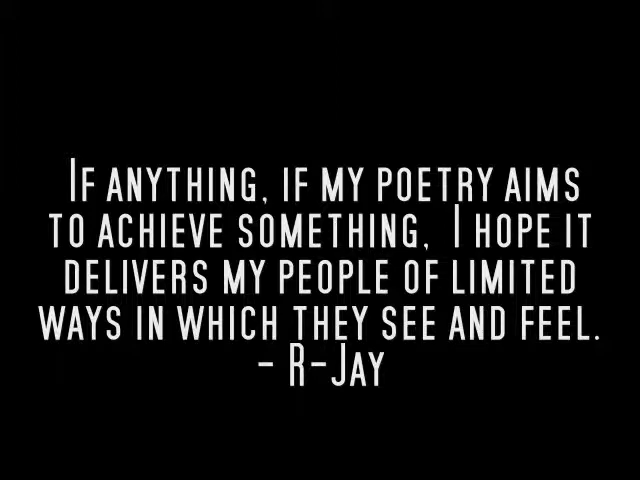 If anything, if my poetry aims
to achieve something, I hope it
delivers my people of limited
ways in which they see and feel.
- R-Jay